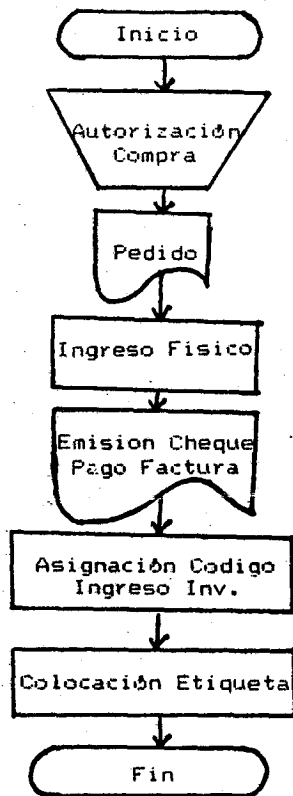 Inicio
Autorización
Compra
Pedido
Ingreso Fisico
Emision Cheque
Pago Factura
Asignación Codigo
Ingreso Inv.
Colocación Etiqueta
Fin